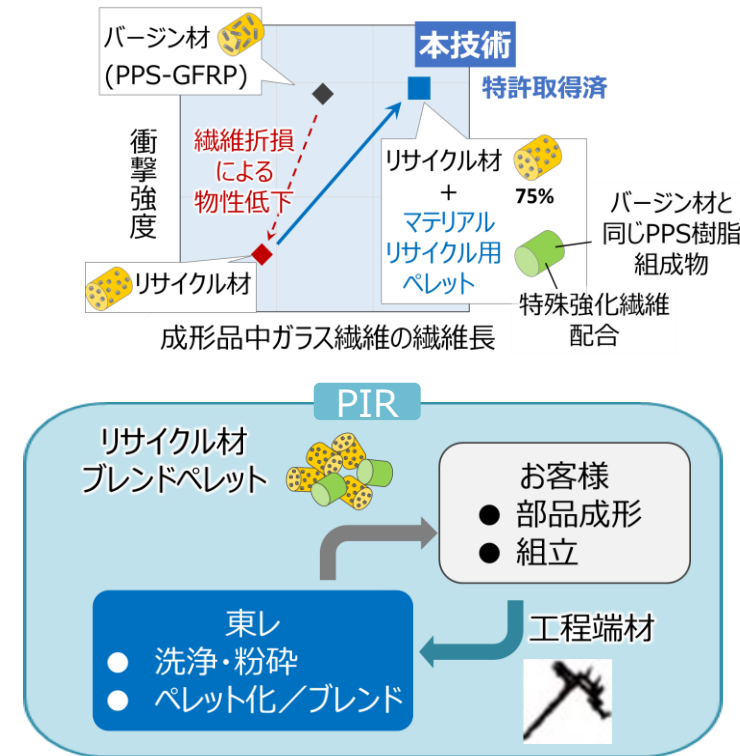 バージン材
(PPS-GFRP)
本技術
特許取得済
衝撃強度
繊維折損
による
物性低下
リサイクル材
+
マテリアル
リサイクル用
ペレット
75%
バージン材と
同じPPS樹脂
組成物
特殊強化繊維
配合
リサイクル材
成形品中ガラス繊維の繊維長
PIR
リサイクル材
ブレンドペレット
お客様
● 部品成形
● 組立
東レ
● 洗浄・粉砕
● ペレット化／ブレンド
工程端材